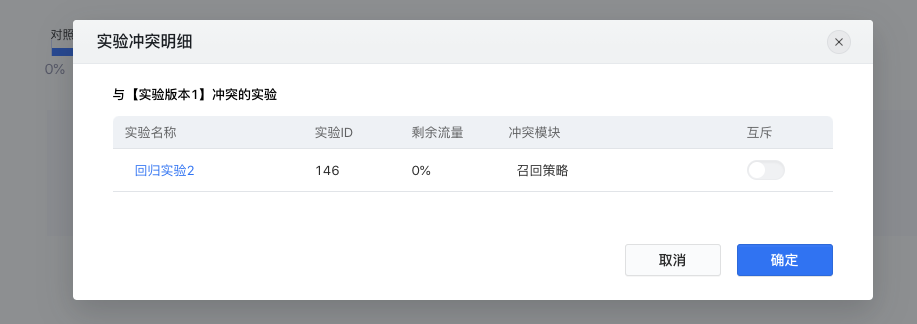 对照
0%
实验冲突明细
与【实验版本1】冲突的实验
实验名称 实验ID 剩余流量 冲突模块 互斥
回归实验2 146 0% 召回策略
取消 确定